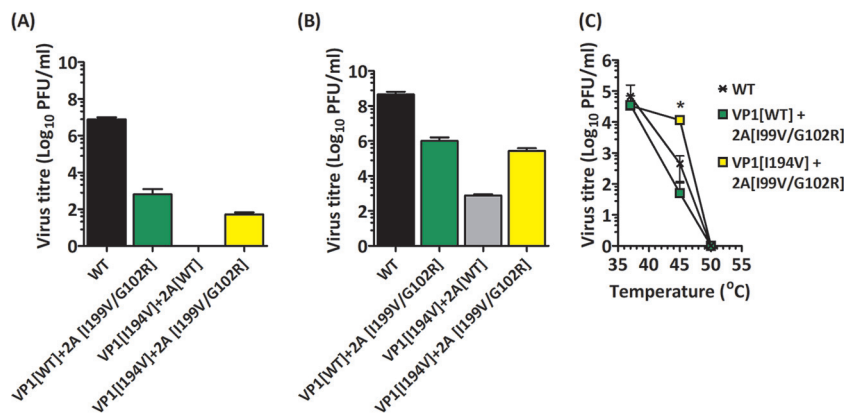 (A)
Virus titre (Log10 PFU/ml)
10
8
6
4
2
0
WT
VP1[WT]+2A [I199V/G102R]
VP1[I194V]+2A[WT]
VP1[I194V]+2A [I199V/G102R]
(B)
Virus titre (Log10 PFU/ml)
10
8
6
4
2
0
WT
VP1[WT]+2A [I199V/G102R]
VP1[I194V]+2A[WT]
VP1[I194V]+2A [I199V/G102R]
(C)
Virus titre (Log10 PFU/ml)
6
5
4
3
2
1
0
*
35 40 45 50 55
Temperature (°C)
WT
VP1[WT] +
2A[I99V/G102R]
VP1[I194V] +
2A[I99V/G102R]